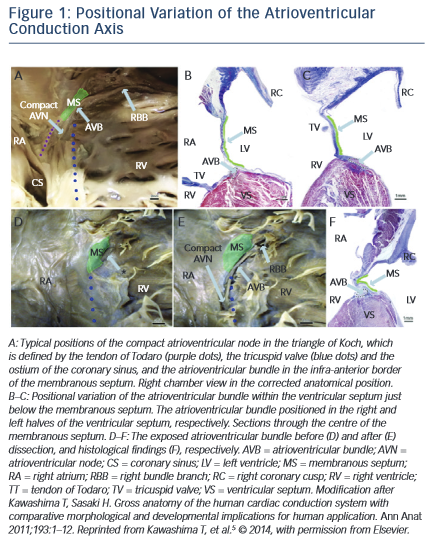 Figure 1: Positional Variation of the Atrioventricular
Conduction Axis
A
B
C
RC
RC
Compact
AVN
MS
AVB
RBB
RA
CS
RV
RA
MS
LV
AVB
TV
RV
VS
TV
MS
LV
RV
AVB
VS
1mm
D
E
F
MS
RA
RV
Compact
AVN
MS
RBB
AVB
RA
RV
RA
RC
AVB
MS
RV
LV
VS
1mm
A: Typical positions of the compact atrioventricular node in the triangle of Koch, which
is defined by the tendon of Todaro (purple dots), the tricuspid valve (blue dots) and the
ostium of the coronary sinus, and the atrioventricular bundle in the infra-anterior border
of the membranous septum. Right chamber view in the corrected anatomical position.
B–C: Positional variation of the atrioventricular bundle within the ventricular septum just
below the membranous septum. The atrioventricular bundle positioned in the right and
left halves of the ventricular septum, respectively. Sections through the centre of the
membranous septum. D–F: The exposed atrioventricular bundle before (D) and after (E)
dissection, and histological findings (F), respectively. AVB = atrioventricular bundle; AVN =
atrioventricular node; CS = coronary sinus; LV = left ventricle; MS = membranous septum;
RA = right atrium; RBB = right bundle branch; RC = right coronary cusp; RV = right ventricle;
TT = tendon of Todaro; TV = tricuspid valve; VS = ventricular septum. Modification after
Kawashima T, Sasaki H. Gross anatomy of the human cardiac conduction system with
comparative morphological and developmental implications for human application. Ann Anat
2011;193:1–12. Reprinted from Kawashima T, et al.⁵ © 2014, with permission from Elsevier.